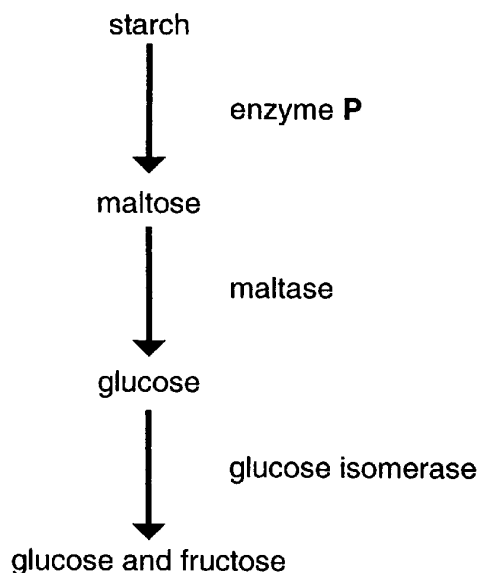 starch
enzyme P
maltose
maltase
glucose
glucose isomerase
glucose and fructose